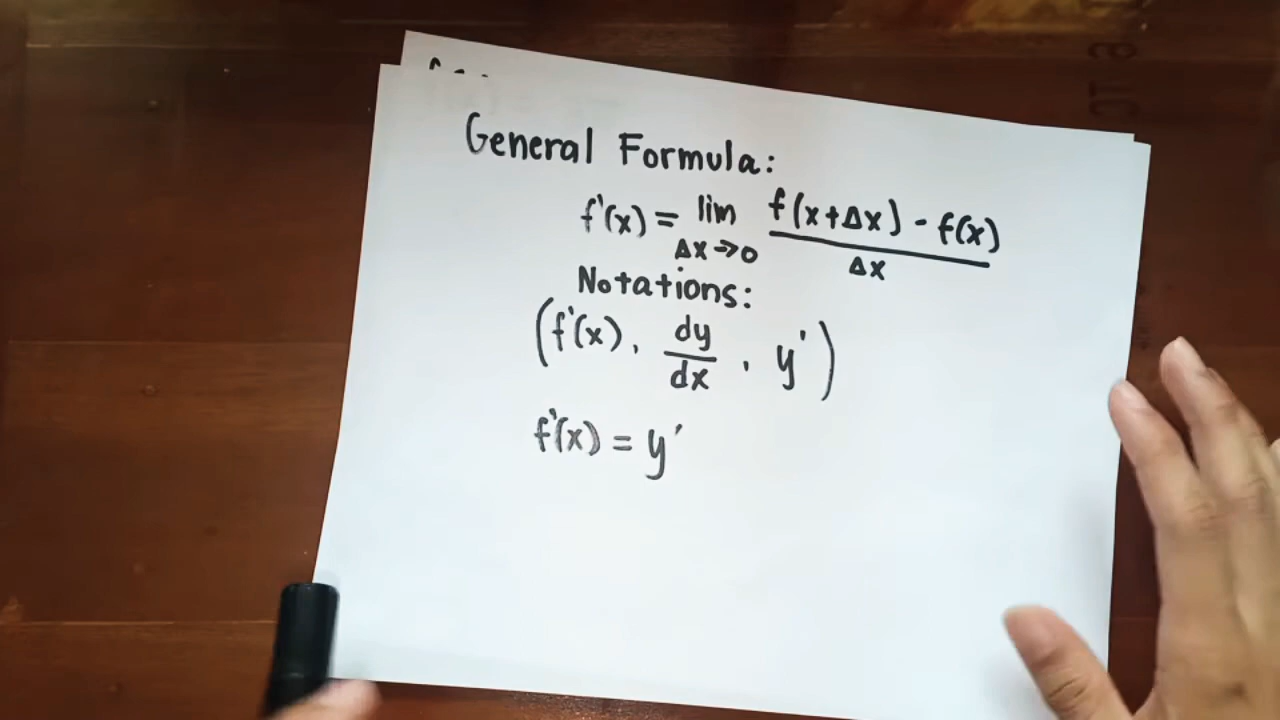 General Formula:
f'(x) = lim Δx→0 f(x+Δx) - f(x) / Δx
Notations:
(f'(x), dy/dx, y')
f'(x) = y'